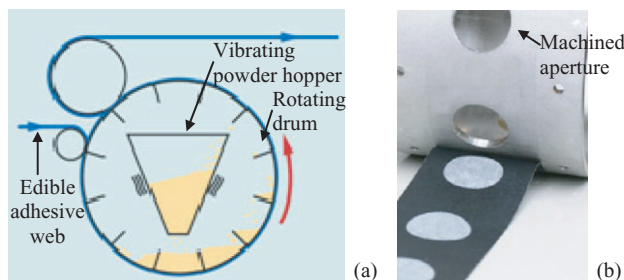 Vibrating
powder hopper
Rotating
drum
Edible
adhesive
web
(a)
Machined
aperture
(b)